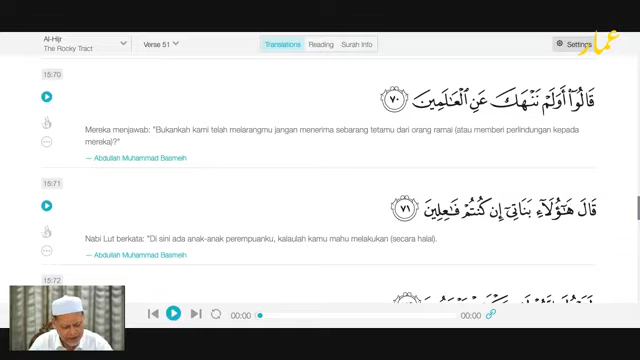 عمار
Al-Hijr
The Rocky Tract
Verse 51
Translations Reading Surah Info
Settings
15:70
قَالُوٓا۟ أَوَلَمْ نَنْهَكَ عَنِ ٱلْعَـٰلَمِينَ ٧٠
Mereka menjawab: "Bukankah kami telah melarangmu jangan menerima sebarang tetamu dari orang ramai (atau memberi perlindungan kepada
mereka)?"
— Abdullah Muhammad Basmeih
15:71
قَالَ هَـٰٓؤُلَآءِ بَنَاتِىٓ إِن كُنتُمْ فَـٰعِلِينَ ٧١
Nabi Lut berkata: "Di sini ada anak-anak perempuanku, kalaulah kamu mahu melakukan (secara halal).
— Abdullah Muhammad Basmeih
15:72
00:00 00:00